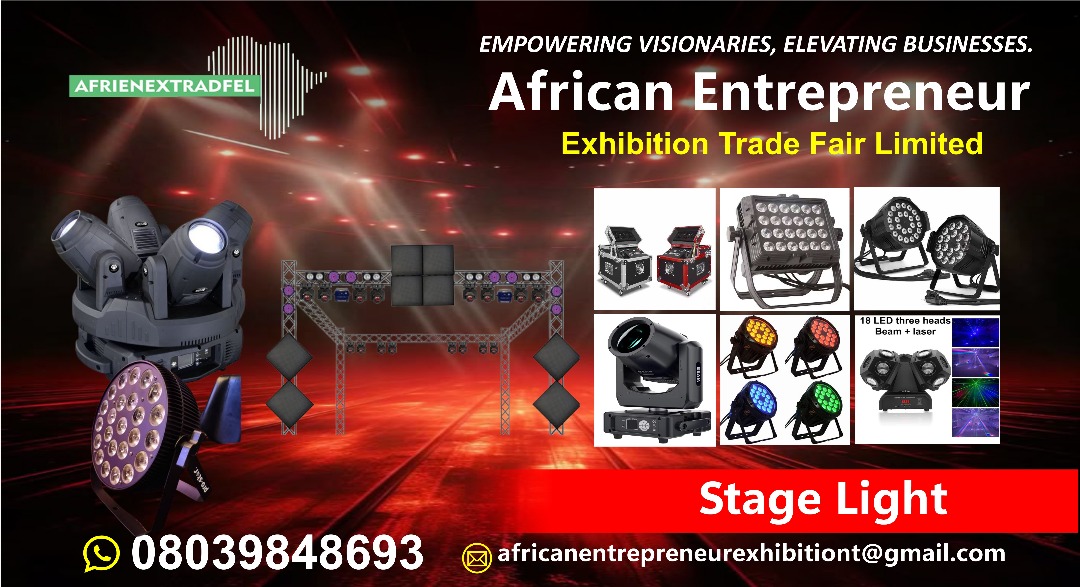 AFRIENEXTRADFEL
EMPOWERING VISIONARIES, ELEVATING BUSINESSES.
African Entrepreneur
Exhibition Trade Fair Limited
18 LED three heads
Beam + laser
BEAM
Stage Light
08039848693
africanentrepreneurexhibitiont@gmail.com